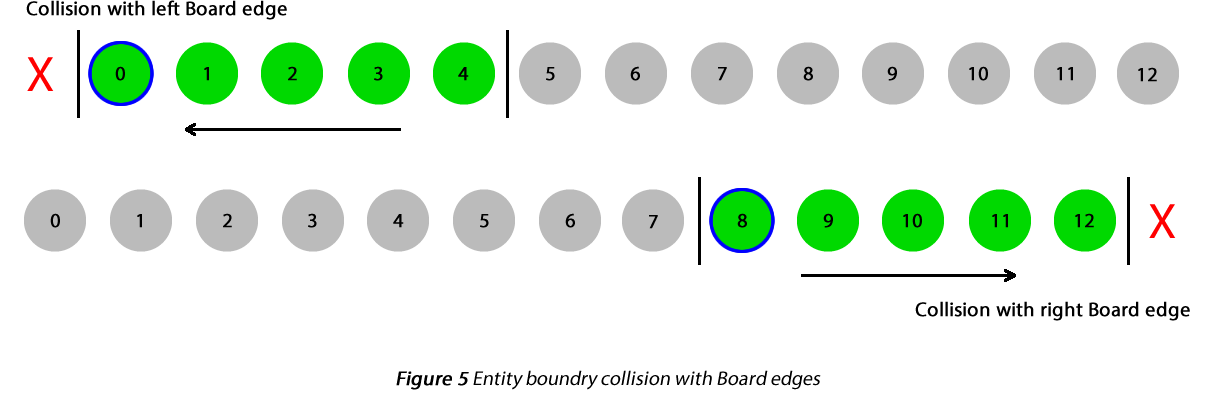 Collision with left Board edge
X 0 1 2 3 4 5 6 7 8 9 10 11 12
0 1 2 3 4 5 6 7 8 9 10 11 12 X
Collision with right Board edge
Figure 5 Entity boundry collision with Board edges